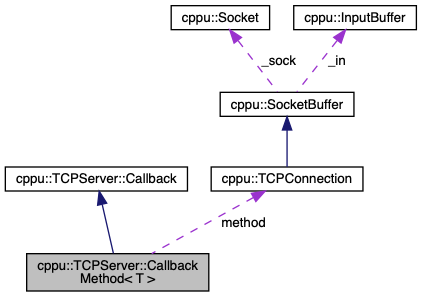 cppu::Socket
cppu::InputBuffer
_sock
_in
cppu::SocketBuffer
cppu::TCPServer::Callback
cppu::TCPConnection
method
cppu::TCPServer::Callback
Method< T >